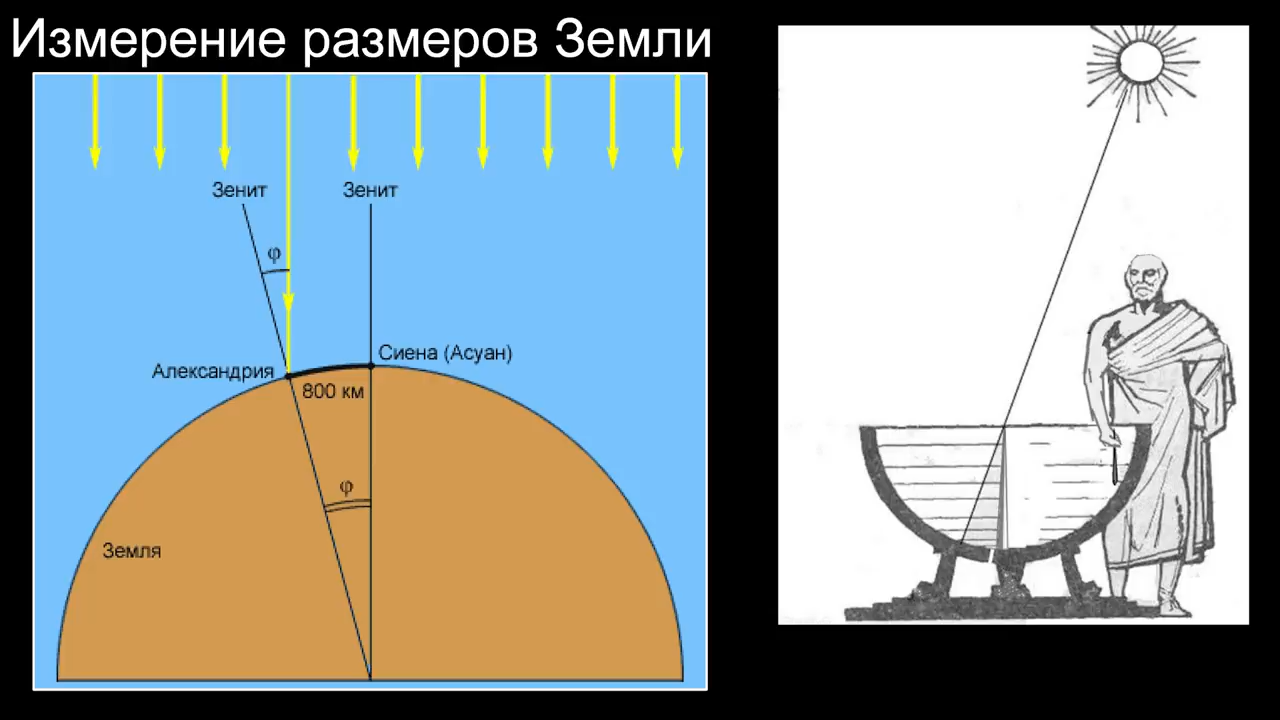 Измерение размеров Земли
Зенит
Зенит
φ
Александрия
Сиена (Асуан)
800 км
φ
Земля